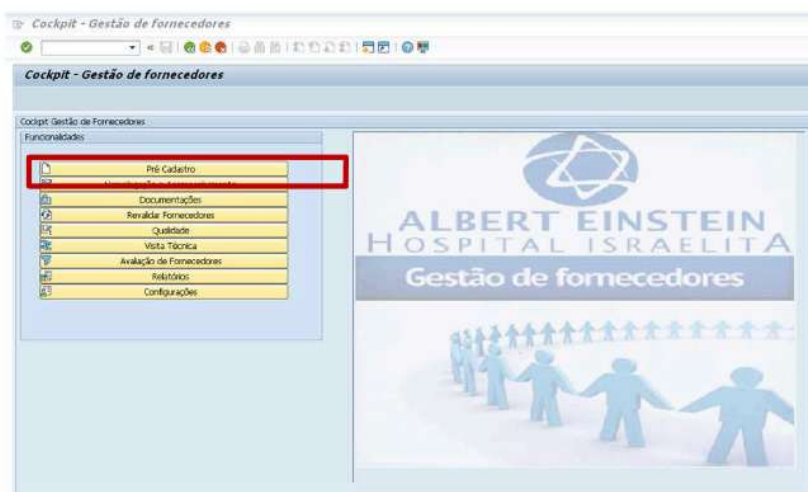 Cockpit - Gestão de fornecedores
Cockpit - Gestão de fornecedores
Cockpit Gestão de Fornecedores
Funcionalidades
Pré Cadastro
Documentações
Revalidar Fornecedores
Qualidade
Visita Técnica
Avaliação de Fornecedores
Relatórios
Configurações
ALBERT EINSTEIN
HOSPITAL ISRAELITA
Gestão de fornecedores